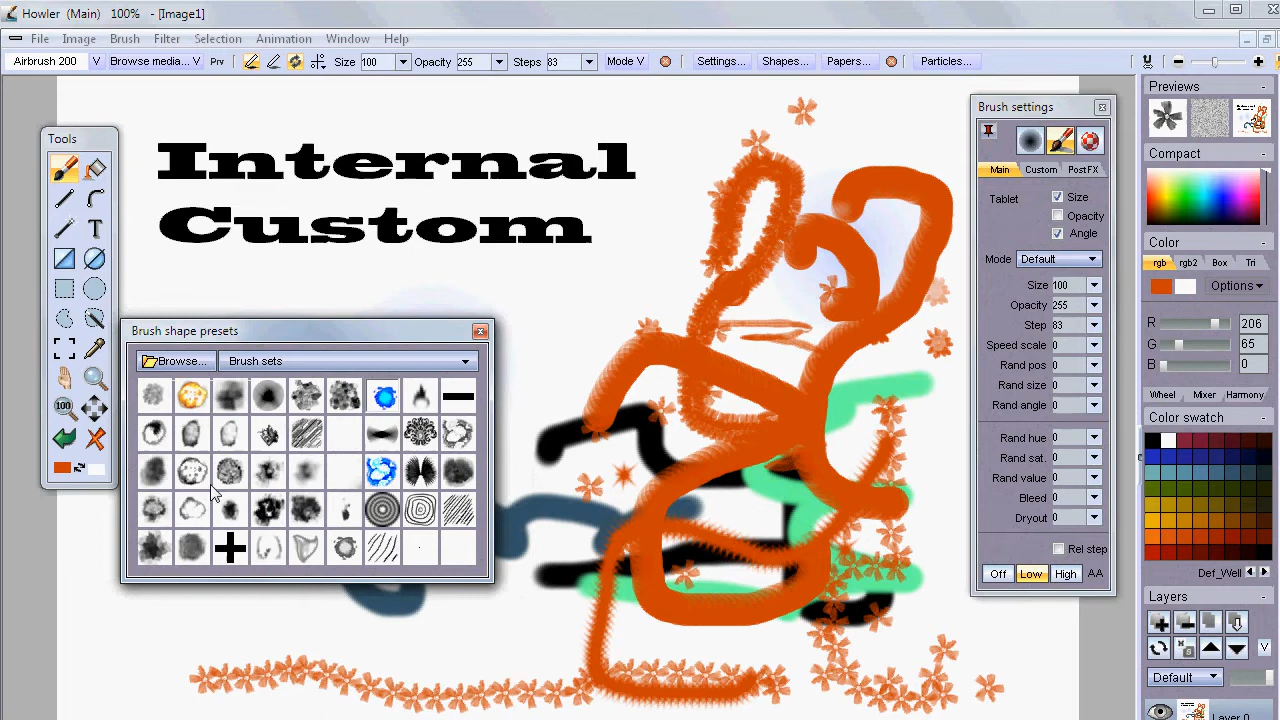 Howler (Main) 100% - [Image1]
File Image Brush Filter Selection Animation Window Help
Airbrush 200 V Browse media... V Prv Size 100 Opacity 255 Steps 83 Mode V Settings... Shapes... Papers... Particles...
Tools
100
Internal
Custom
Brush shape presets
Browse... Brush sets
Brush settings
Main Custom PostFX
Tablet Size
Opacity
Angle
Mode Default
Size 100
Opacity 255
Step 83
Speed scale 0
Rand pos 0
Rand size 0
Rand angle 0
Rand hue 0
Rand sat. 0
Rand value 0
Bleed 0
Dryout 0
Rel step
Off Low High AA
Previews
Compact
Color
rgb rgb2 Box Tri
Options
R 206
G 65
B 0
Wheel Mixer Harmony
Color swatch
Def_Well
Layers
V
Default
Layer 0